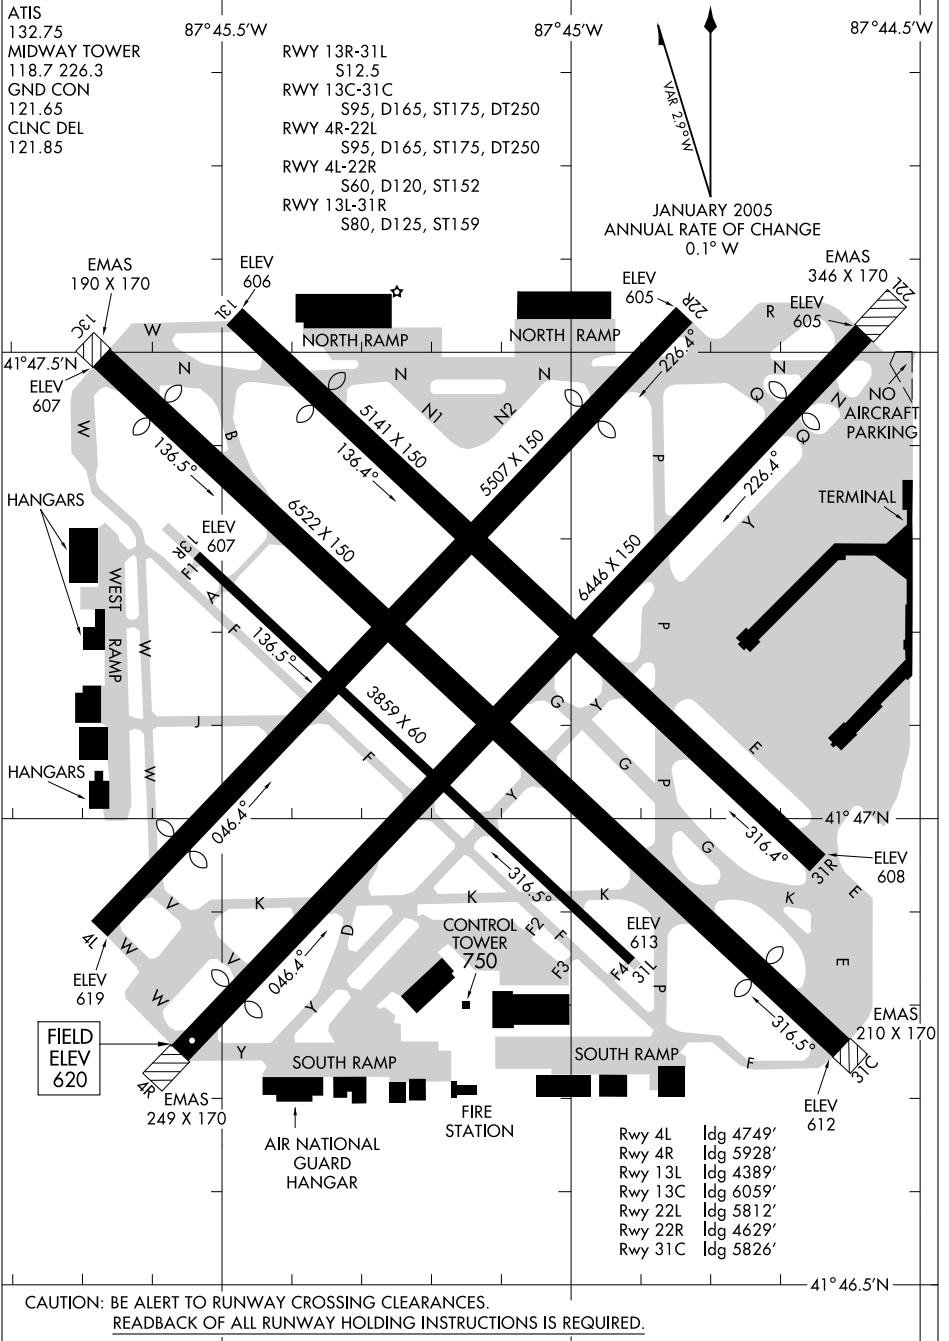 ATIS
132.75
MIDWAY TOWER
118.7 226.3
GND CON
121.65
CLNC DEL
121.85
87°45.5'W
87°45'W
87°44.5'W
RWY 13R-31L
S12.5
RWY 13C-31C
S95, D165, ST175, DT250
RWY 4R-22L
S95, D165, ST175, DT250
RWY 4L-22R
S60, D120, ST152
RWY 13L-31R
S80, D125, ST159
VAR 2.9°W
JANUARY 2005
ANNUAL RATE OF CHANGE
0.1° W
EMAS
190 X 170
ELEV
606
ELEV
605
EMAS
346 X 170
ELEV
605
13C
W
13L
22R
R
22L
NORTH RAMP
NORTH RAMP
41°47.5'N
ELEV
607
N
N
N
N
226.4°
NO
AIRCRAFT
PARKING
W
B
136.5°
5141 X 150
136.4°
N1
N2
5507 X 150
Q
Q
N
P
226.4°
Y
HANGARS
TERMINAL
ELEV
607
13R
F1
6522 X 150
6446 X 150
WEST
RAMP
A
F
136.5°
W
P
3859 X 60
J
F
G
Y
E
G
P
HANGARS
W
Y
046.4°
41°47'N
316.4°
G
31R
ELEV
608
316.5°
V
K
K
K
K
E
4L
W
V
D
CONTROL
TOWER
750
F2
F
ELEV
613
F3
F4
31L
E
ELEV
619
W
046.4°
Y
P
316.5°
EMAS
210 X 170
FIELD
ELEV
620
Y
SOUTH RAMP
SOUTH RAMP
F
31C
4R
EMAS
249 X 170
FIRE
STATION
ELEV
612
AIR NATIONAL
GUARD
HANGAR
Rwy 4L ldg 4749'
Rwy 4R ldg 5928'
Rwy 13L ldg 4389'
Rwy 13C ldg 6059'
Rwy 22L ldg 5812'
Rwy 22R ldg 4629'
Rwy 31C ldg 5826'
41°46.5'N
CAUTION: BE ALERT TO RUNWAY CROSSING CLEARANCES.
READBACK OF ALL RUNWAY HOLDING INSTRUCTIONS IS REQUIRED.